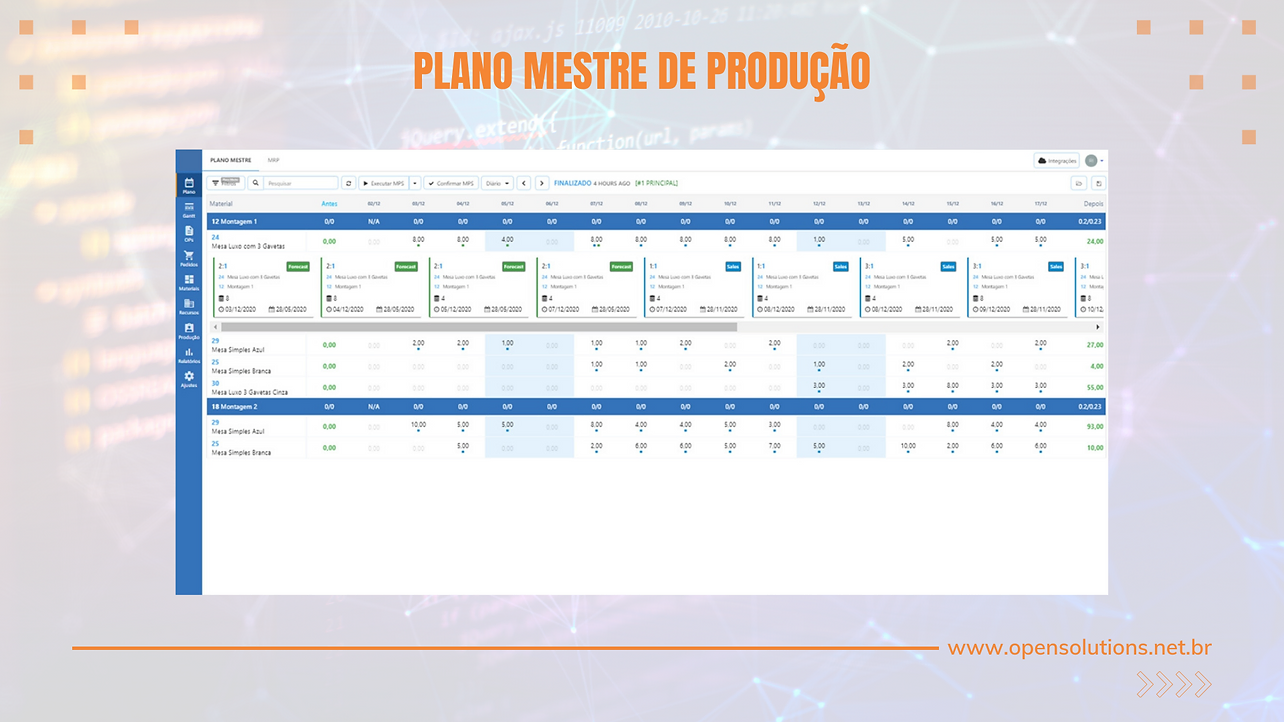 ajax.js 11089 2010-10-26 11:28
PLANO MESTRE DE PRODUÇÃO
jQuery.extend({
function(url, params)
PLANO MESTRE MRP Integrações
Pesquisar Executar MPS Confirmar MPS Diário FINALIZADO 4 HOURS AGO [#1 PRINCIPAL]
Plano
Gantt
OPs
Pedidos
Materiais
Recursos
Produção
Relatórios
Ajustes
Material Antes 02/12 03/12 04/12 05/12 06/12 07/12 08/12 09/12 10/12 11/12 12/12 13/12 14/12 15/12 16/12 17/12 Depois
12 Montagem 1 0/0 N/A 0/0 0/0 0/0 0/0 0/0 0/0 0/0 0/0 0/0 0/0 0/0 0/0 0/0 0/0 0/0 0.2/0.23
24
Mesa Luxo com 3 Gavetas 0,00 0,00 8,00 8,00 4,00 0,00 8,00 8,00 8,00 8,00 8,00 1,00 0,00 5,00 0,00 5,00 5,00 24,00
2:1 Forecast 2:1 Forecast 2:1 Forecast 2:1 Forecast 1:1 Sales 1:1 Sales 3:1 Sales 3:1 Sales 3:1
24 Mesa Luxo com 3 Gavetas 24 Mesa Luxo com 3 Gavetas 24 Mesa Luxo com 3 Gavetas 24 Mesa Luxo com 3 Gavetas 24 Mesa Luxo com 3 Gavetas 24 Mesa Luxo com 3 Gavetas 24 Mesa Luxo com 3 Gavetas 24 Mesa Luxo com 3 Gavetas 24 Mesa L
12 Montagem 1 12 Montagem 1 12 Montagem 1 12 Montagem 1 12 Montagem 1 12 Montagem 1 12 Montagem 1 12 Montagem 1 12 Monta
8 8 4 4 4 4 4 8 8
03/12/2020 28/05/2020 04/12/2020 28/05/2020 05/12/2020 28/05/2020 07/12/2020 28/05/2020 07/12/2020 28/11/2020 08/12/2020 28/11/2020 08/12/2020 28/11/2020 09/12/2020 28/11/2020 10/12
29
Mesa Simples Azul 0,00 0,00 2,00 2,00 1,00 0,00 1,00 1,00 2,00 0,00 2,00 0,00 0,00 0,00 2,00 0,00 2,00 27,00
25
Mesa Simples Branca 0,00 0,00 0,00 0,00 0,00 0,00 1,00 1,00 0,00 2,00 0,00 1,00 0,00 2,00 0,00 2,00 0,00 4,00
30
Mesa Luxo 3 Gavetas Cinza 0,00 0,00 0,00 0,00 0,00 0,00 0,00 0,00 0,00 0,00 0,00 3,00 0,00 3,00 8,00 3,00 3,00 55,00
18 Montagem 2 0/0 N/A 0/0 0/0 0/0 0/0 0/0 0/0 0/0 0/0 0/0 0/0 0/0 0/0 0/0 0/0 0/0 0.2/0.23
29
Mesa Simples Azul 0,00 0,00 10,00 5,00 5,00 0,00 8,00 4,00 4,00 5,00 3,00 0,00 0,00 0,00 8,00 4,00 4,00 93,00
25
Mesa Simples Branca 0,00 0,00 0,00 5,00 0,00 0,00 2,00 6,00 6,00 5,00 7,00 5,00 0,00 10,00 2,00 6,00 6,00 10,00
www.opensolutions.net.br